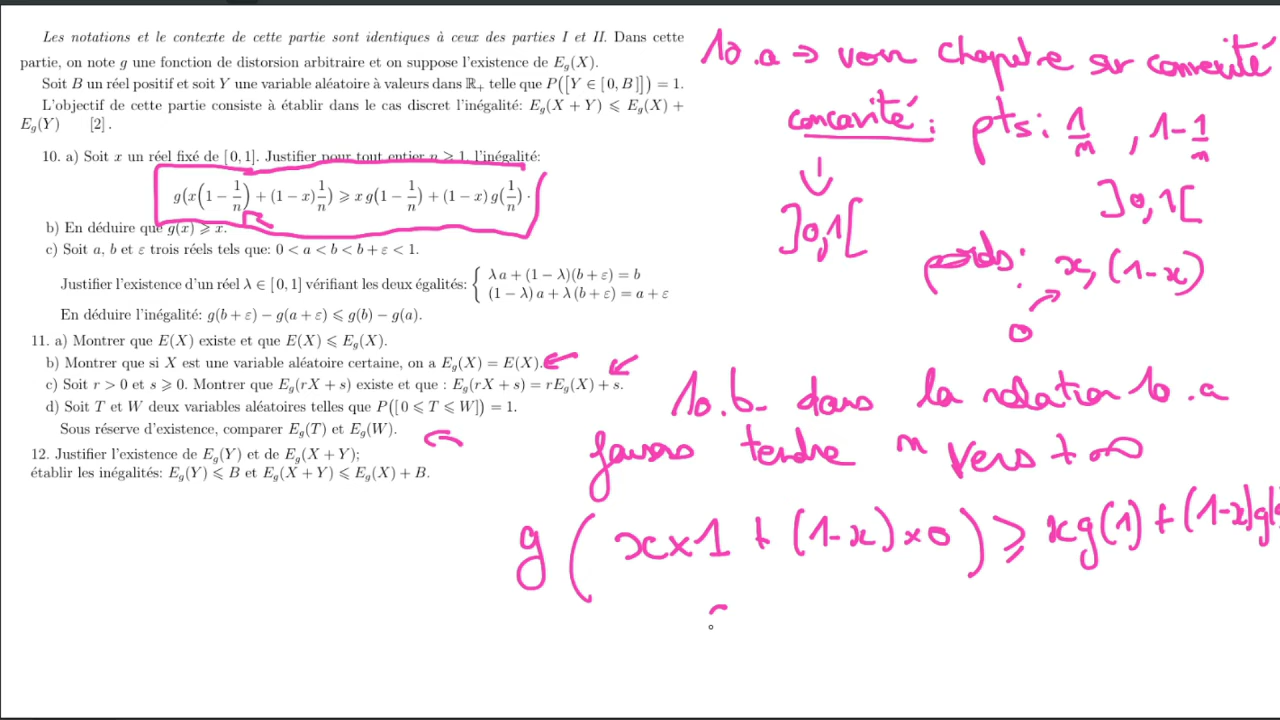 Les notations et le contexte de cette partie sont identiques à ceux des parties I et II. Dans cette
partie, on note g une fonction de distorsion arbitraire et on suppose l'existence de E_g(X).
Soit B un réel positif et soit Y une variable aléatoire à valeurs dans ℝ₊ telle que P([Y ∈ [0, B]]) = 1.
L'objectif de cette partie consiste à établir dans le cas discret l'inégalité: E_g(X + Y) ⩽ E_g(X) +
E_g(Y) [2].
10. a) Soit x un réel fixé de [0, 1]. Justifier pour tout entier n ⩾ 1, l'inégalité:
g(x(1 − 1/n) + (1 − x)1/n) ⩾ x g(1 − 1/n) + (1 − x) g(1/n).
b) En déduire que g(x) ⩾ x.
c) Soit a, b et ε trois réels tels que: 0 < a < b < b + ε < 1.
Justifier l'existence d'un réel λ ∈ [0, 1] vérifiant les deux égalités: { λ a + (1 − λ)(b + ε) = b
(1 − λ) a + λ (b + ε) = a + ε
En déduire l'inégalité: g(b + ε) − g(a + ε) ⩽ g(b) − g(a).
11. a) Montrer que E(X) existe et que E(X) ⩽ E_g(X).
b) Montrer que si X est une variable aléatoire certaine, on a E_g(X) = E(X).
c) Soit r > 0 et s ⩾ 0. Montrer que E_g(rX + s) existe et que : E_g(rX + s) = rE_g(X) + s.
d) Soit T et W deux variables aléatoires telles que P([0 ⩽ T ⩽ W]) = 1.
Sous réserve d'existence, comparer E_g(T) et E_g(W).
12. Justifier l'existence de E_g(Y) et de E_g(X + Y);
établir les inégalités: E_g(Y) ⩽ B et E_g(X + Y) ⩽ E_g(X) + B.
10.a ⇒ voir chapitre sur convexité
concavité : pts : 1/n , 1-1/n
]0,1[ ]0,1[
poids : x, (1-x)
0
10.b- dans la relation 10.a
faisons tendre n vers +∞
g( x×1 + (1-x)×0 ) ⩾ xg(1) + (1-x)g(